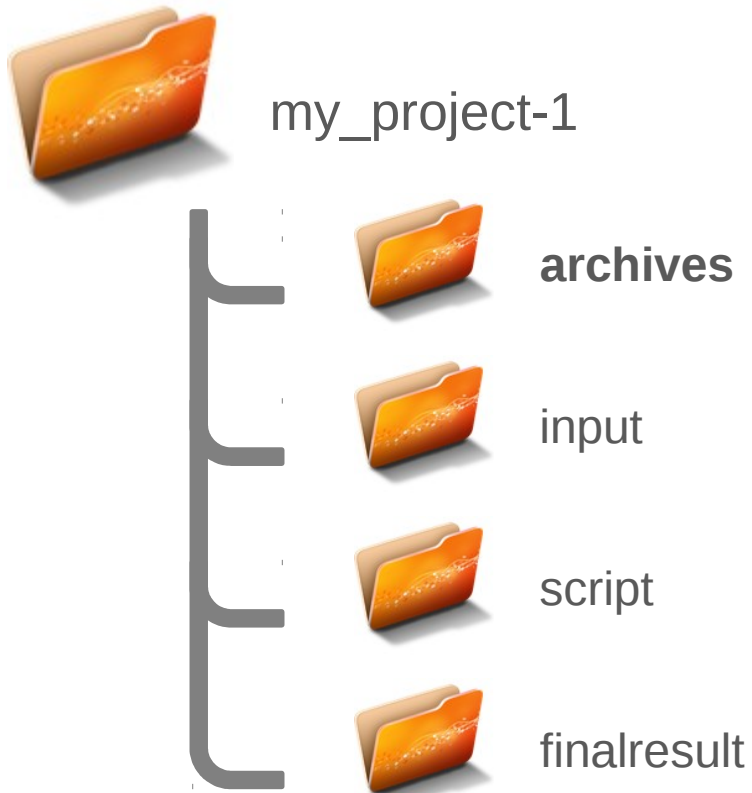 my_project-1
archives
input
script
finalresult